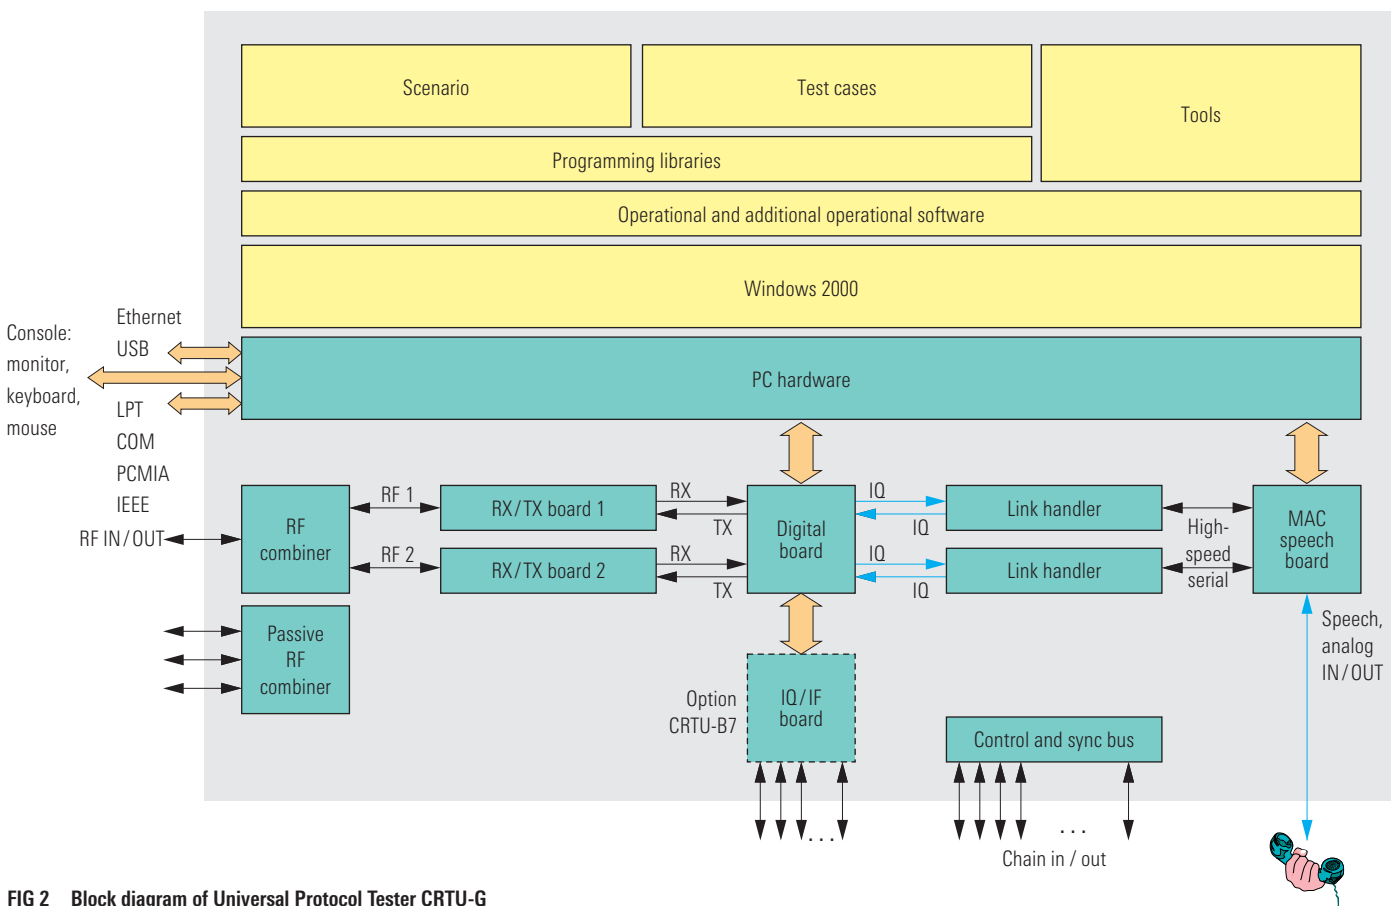 Scenario
Test cases
Tools
Programming libraries
Operational and additional operational software
Windows 2000
Console:
monitor,
keyboard,
mouse
Ethernet
USB
LPT
COM
PCMIA
IEEE
PC hardware
RF IN/OUT
RF
combiner
RF 1
RF 2
RX/TX board 1
RX/TX board 2
RX
TX
RX
TX
Digital
board
IQ
IQ
IQ
IQ
Link handler
Link handler
High-
speed
serial
MAC
speech
board
Speech,
analog
IN/OUT
Passive
RF
combiner
Option
CRTU-B7
IQ/IF
board
...
Control and sync bus
...
Chain in / out
FIG 2 Block diagram of Universal Protocol Tester CRTU-G